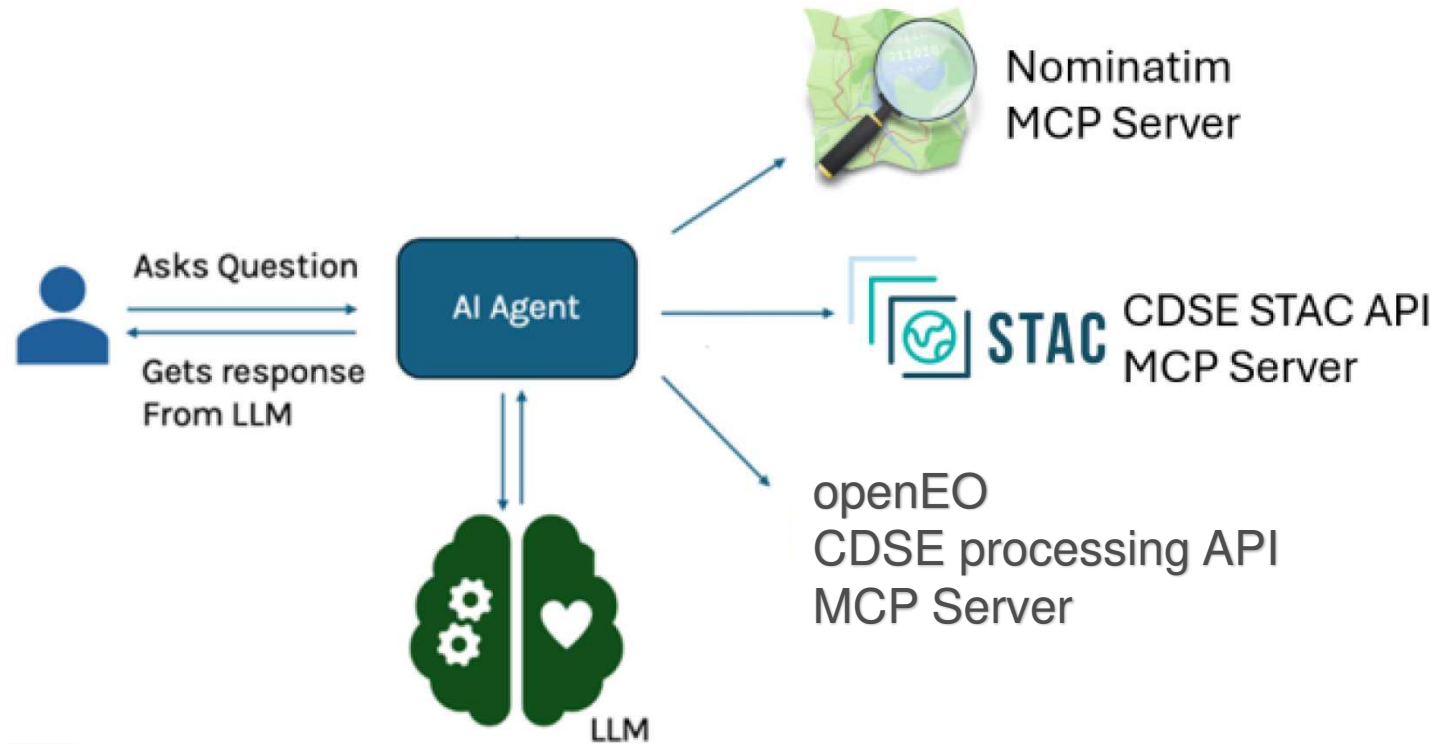 Nominatim
MCP Server
Asks Question
AI Agent
Gets response
From LLM
STAC
CDSE STAC API
MCP Server
openEO
CDSE processing API
MCP Server
LLM